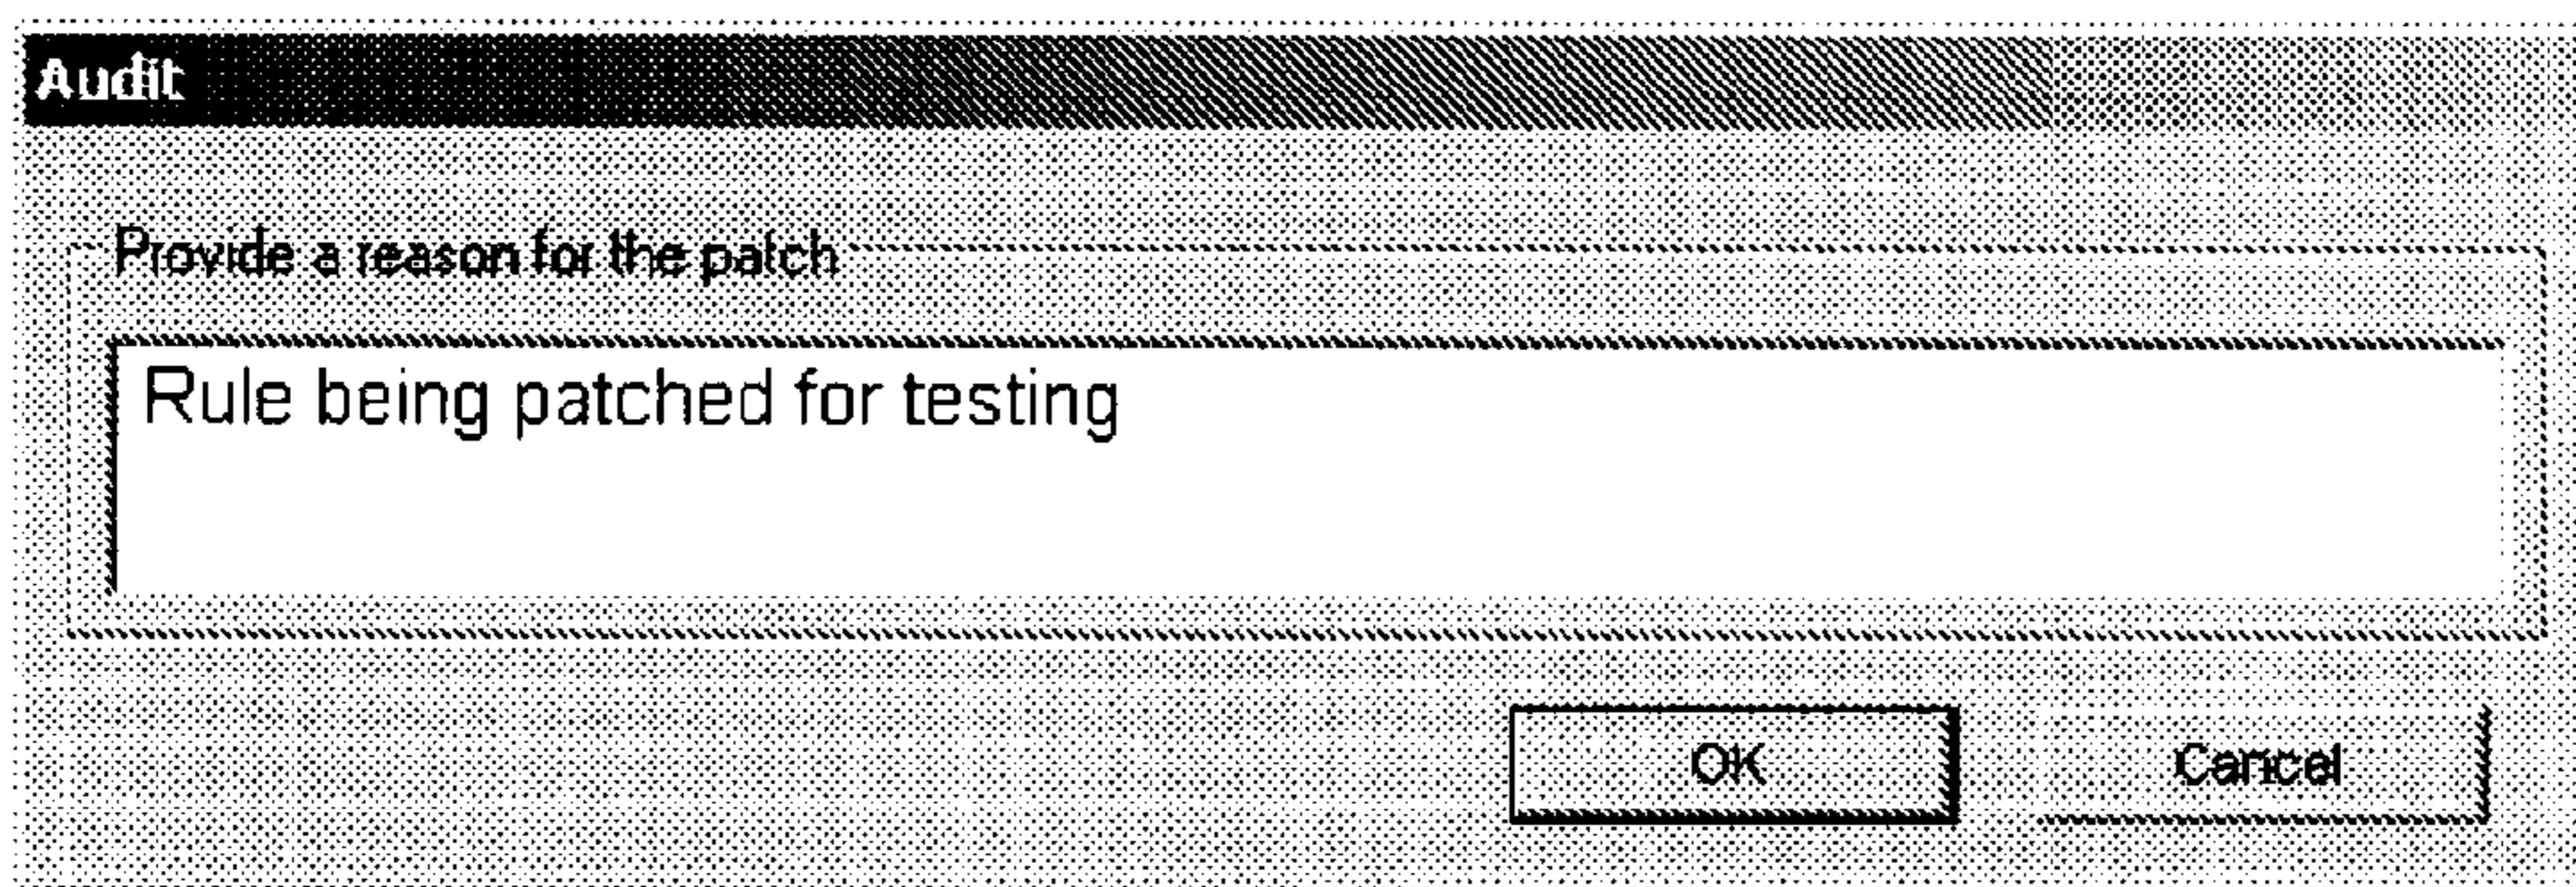 Audit
Provide a reason for the patch
Rule being patched for testing
OK Cancel